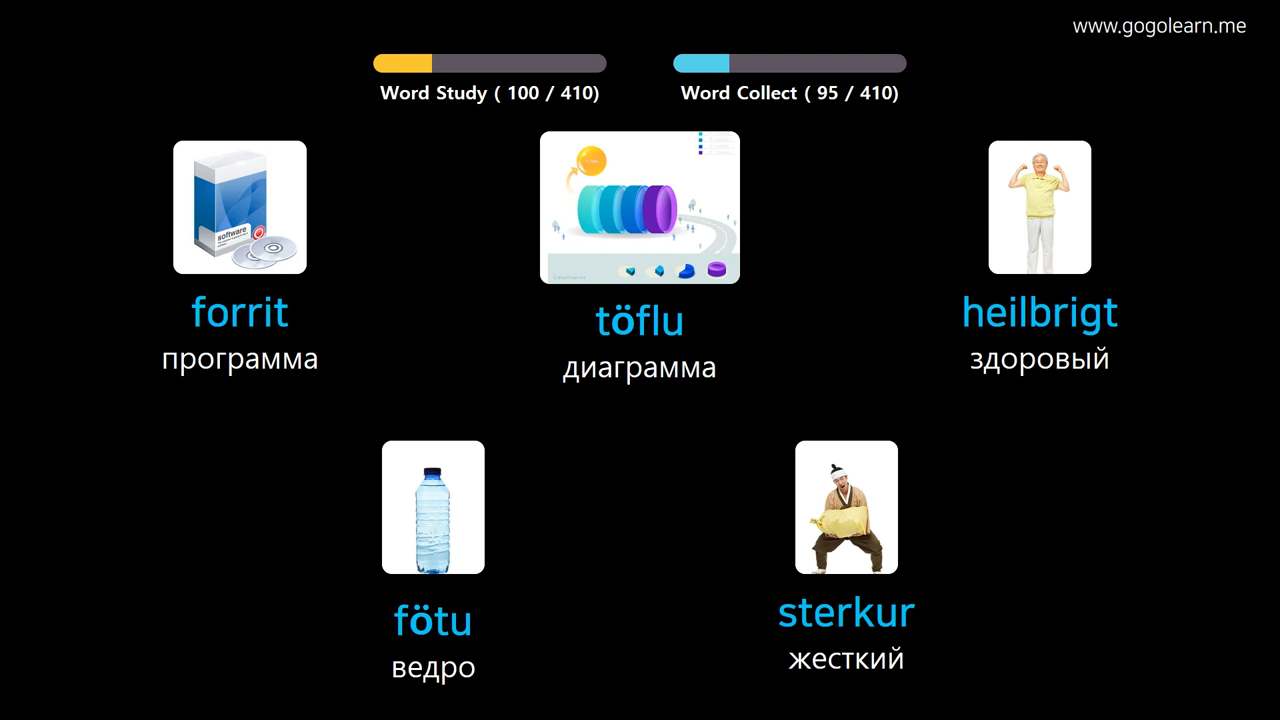 www.gogolearn.me
Word Study ( 100 / 410)
Word Collect ( 95 / 410)
software
forrit
программа
töflu
диаграмма
heilbrigt
здоровый
fötu
ведро
sterkur
жесткий